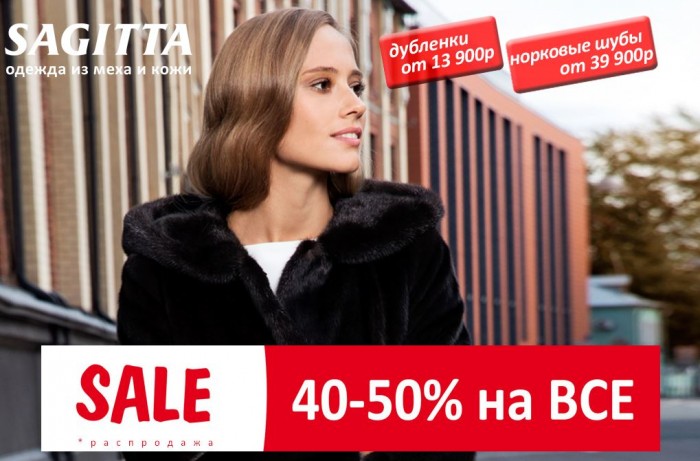 SAGITTA
одежда из меха и кожи
дубленки
от 13 900р
норковые шубы
от 39 900р
SALE
*распродажа
40-50% на ВСЕ